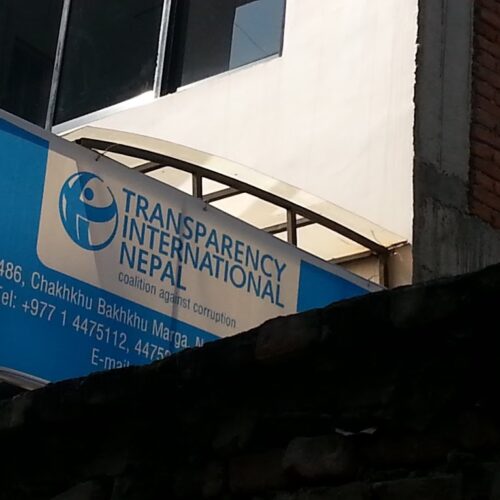 TRANSPARENCY
INTERNATIONAL
NEPAL
coalition against corruption
486, Chakhkhu Bakhkhu Marga,
Tel: +977 1 4475112,
E-mail